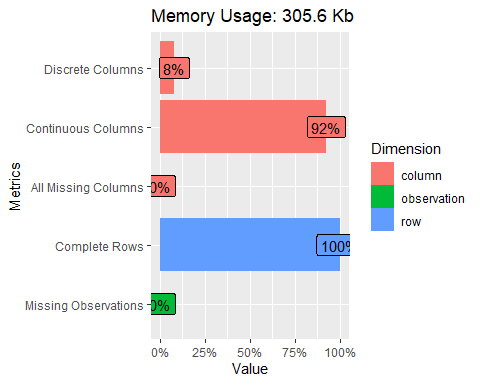 Memory Usage: 305.6 Kb
Metrics
Discrete Columns
8%
Continuous Columns
92%
All Missing Columns
0%
Complete Rows
100%
Missing Observations
0%
0%
25%
50%
75%
100%
Value
Dimension
column
observation
row